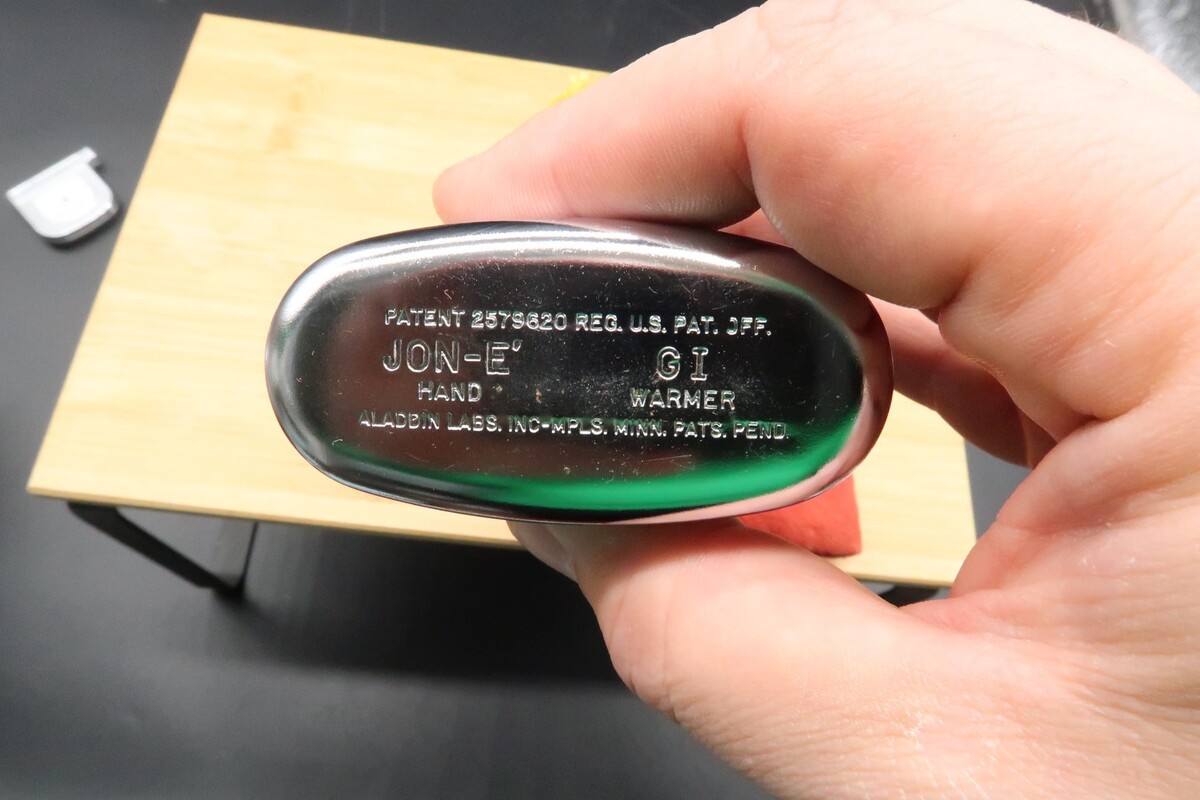 PATENT 2579620 REG. U.S. PAT. OFF.
JON-E' GI
HAND WARMER
ALADDIN LABS. INC-MPLS. MINN. PATS. PEND.